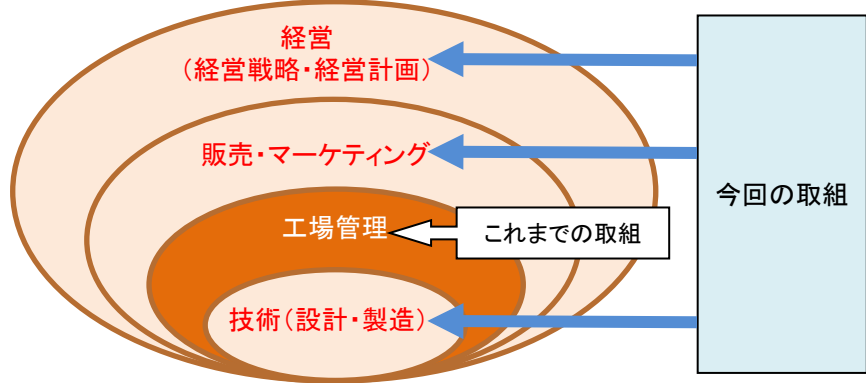 経営
（経営戦略・経営計画）
販売・マーケティング
工場管理
これまでの取組
技術（設計・製造）
今回の取組